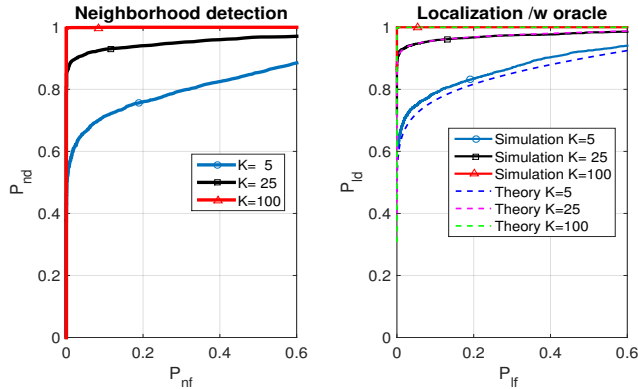 Neighborhood detection
1
0.8
0.6
0.4
0.2
0
P_nd
K= 5
K= 25
K=100
0 0.2 0.4 0.6
P_nf
Localization /w oracle
1
0.8
0.6
0.4
0.2
0
P_ld
Simulation K=5
Simulation K= 25
Simulation K=100
Theory K=5
Theory K=25
Theory K=100
0 0.2 0.4 0.6
P_lf